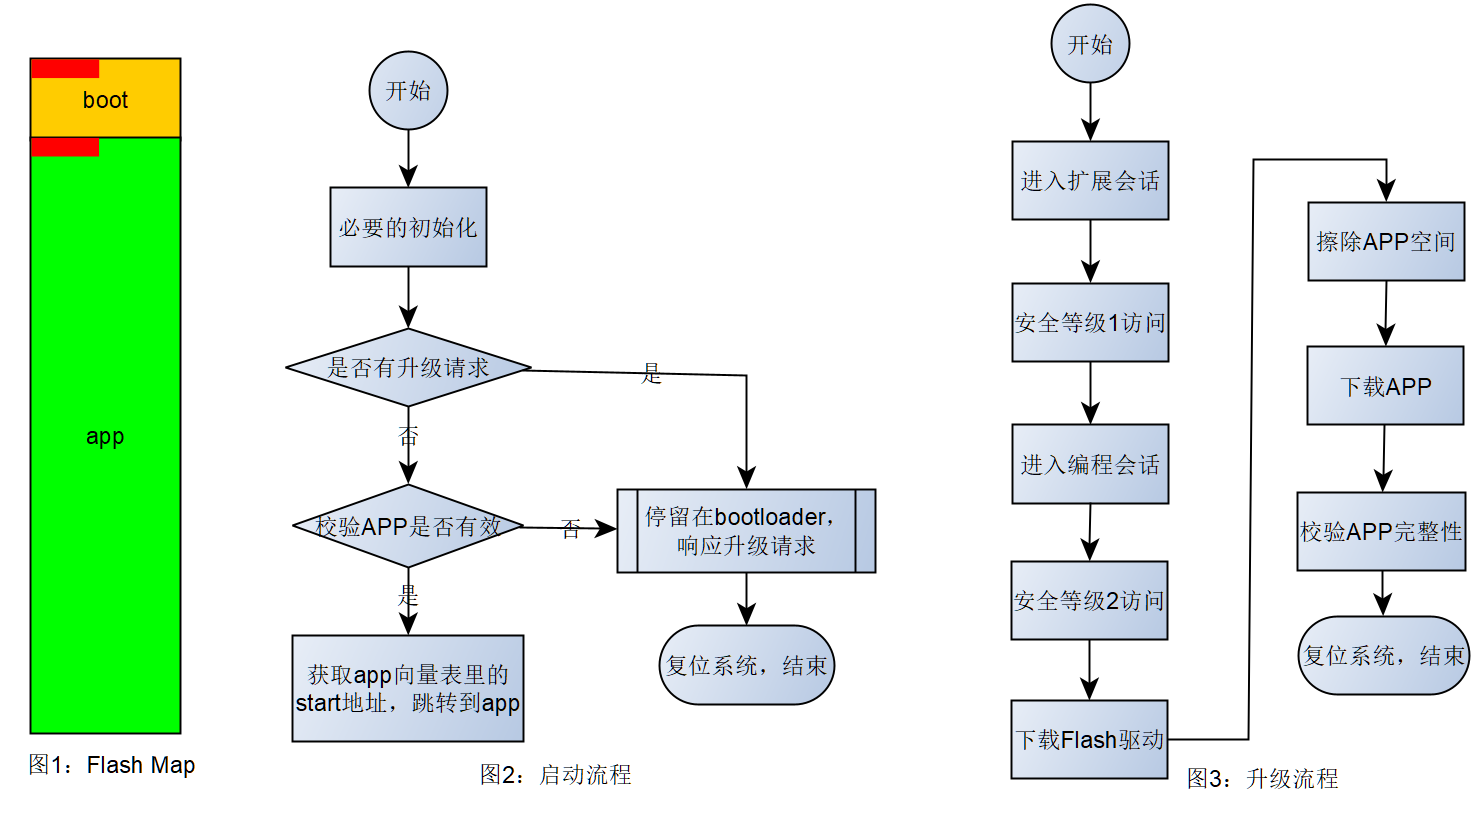 boot
app
图1：Flash Map
开始
必要的初始化
是否有升级请求
是
否
校验APP是否有效
否
是
停留在bootloader，
响应升级请求
复位系统，结束
获取app向量表里的
start地址，跳转到app
图2：启动流程
开始
进入扩展会话
安全等级1访问
进入编程会话
安全等级2访问
下载Flash驱动
擦除APP空间
下载APP
校验APP完整性
复位系统，结束
图3：升级流程